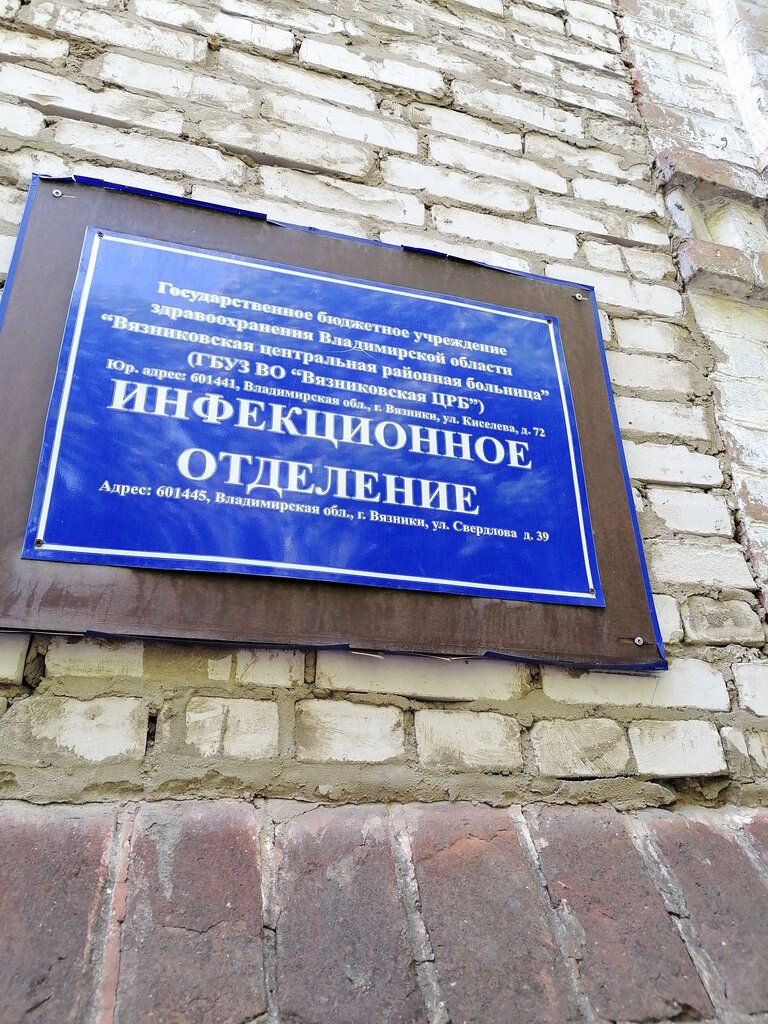 Государственное бюджетное учреждение
здравоохранения Владимирской области
“Вязниковская центральная районная больница”
(ГБУЗ ВО “Вязниковская ЦРБ”)
Юр. адрес: 601441, Владимирская обл., г. Вязники, ул. Киселева, д. 72
ИНФЕКЦИОННОЕ
ОТДЕЛЕНИЕ
Адрес: 601445, Владимирская обл., г. Вязники, ул. Свердлова д. 39